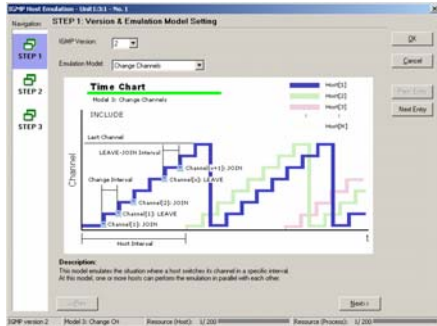 IGMP Host Emulation - Unit 1:3:1 - No. 1
Navigation
STEP 1: Version & Emulation Model Setting
IGMP Version:
2
OK
STEP 1
Emulation Model:
Change Channels
Cancel
STEP 2
STEP 3
Prev Entry
Next Entry
Time Chart
Model 3: Change Channels
Host[1]
Host[2]
Host[3]
Host[N]
INCLUDE
Last Channel
LEAVE-JOIN Interval
Channel[n+1]: JOIN
Channel[n]: LEAVE
Change Interval
Channel[2]: JOIN
Channel[1]: LEAVE
Channel[1]: JOIN
Channel
Host Interval
t
Description:
This model emulates the situation where a host switches its channel in a specific interval.
At this model, one or more hosts can perform the emulation in parallel with each other.
<<Prev
Next>>
IGMP version 2
Model 3: Change CH
Resource (Host): 1/ 200
Resource (Process): 1/ 200